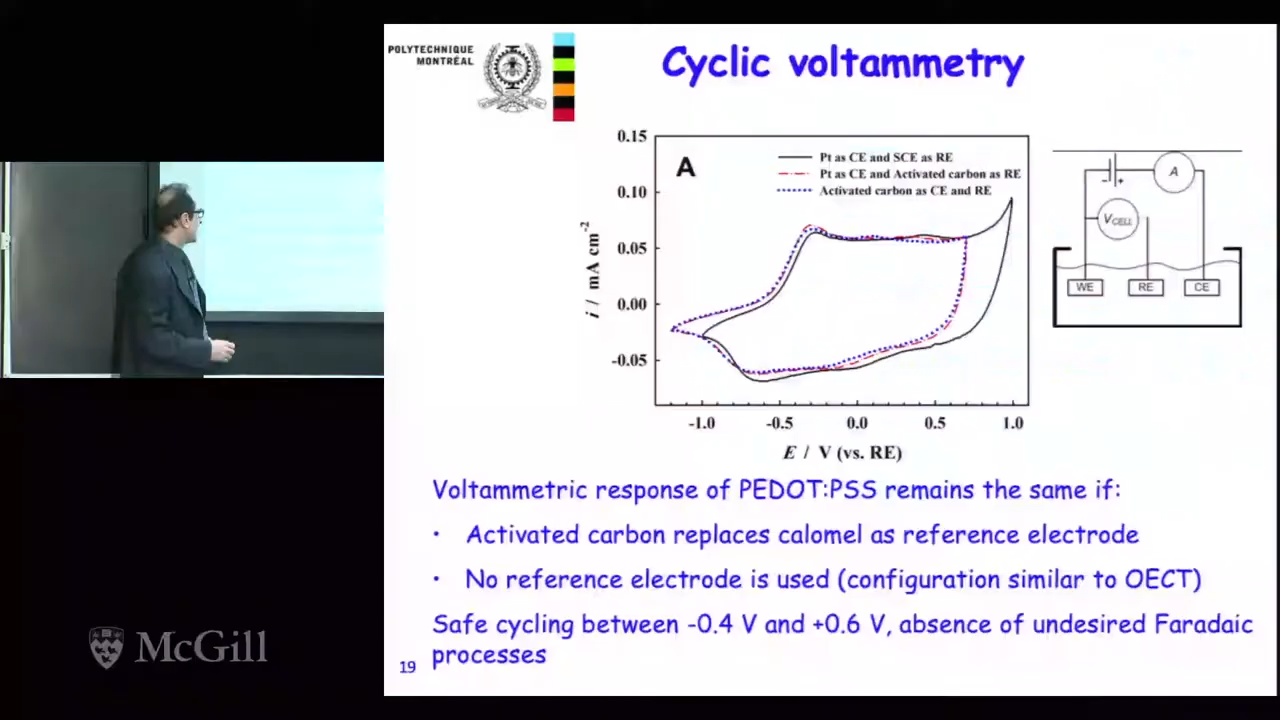 POLYTECHNIQUE
MONTRÉAL
Cyclic voltammetry
A
Pt as CE and SCE as RE
Pt as CE and Activated carbon as RE
Activated carbon as CE and RE
0.15
0.10
0.05
0.00
-0.05
i / mA cm-2
-1.0 -0.5 0.0 0.5 1.0
E / V (vs. RE)
- +
A
VCELL
WE RE CE
Voltammetric response of PEDOT:PSS remains the same if:
• Activated carbon replaces calomel as reference electrode
• No reference electrode is used (configuration similar to OECT)
Safe cycling between -0.4 V and +0.6 V, absence of undesired Faradaic
processes
19
McGill